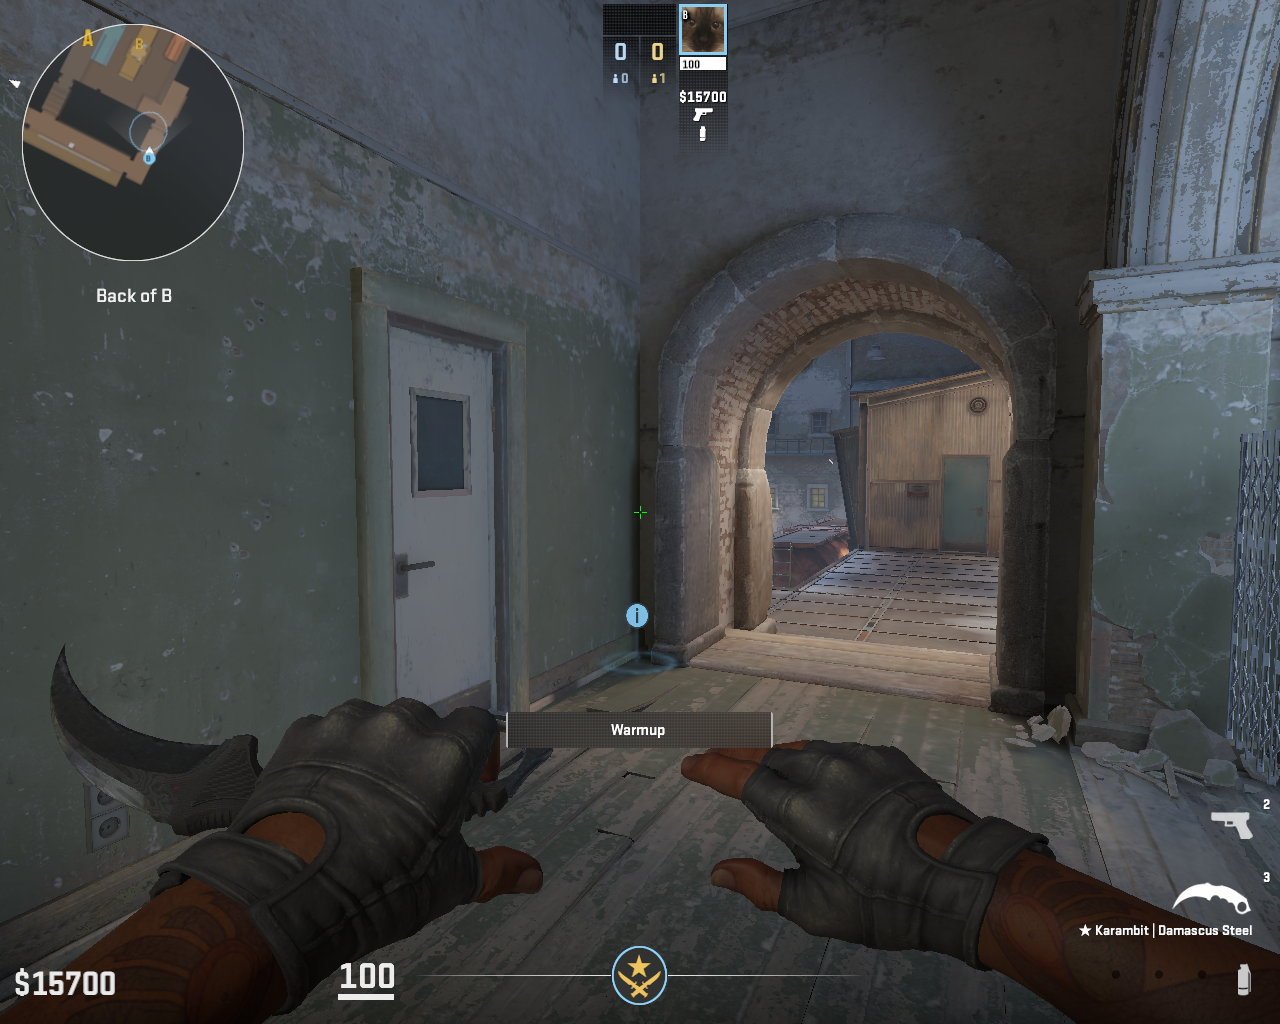 A
B
B
0 0
0 1
100
$15700
B
Back of B
i
Warmup
2
3
★ Karambit | Damascus Steel
$15700
100